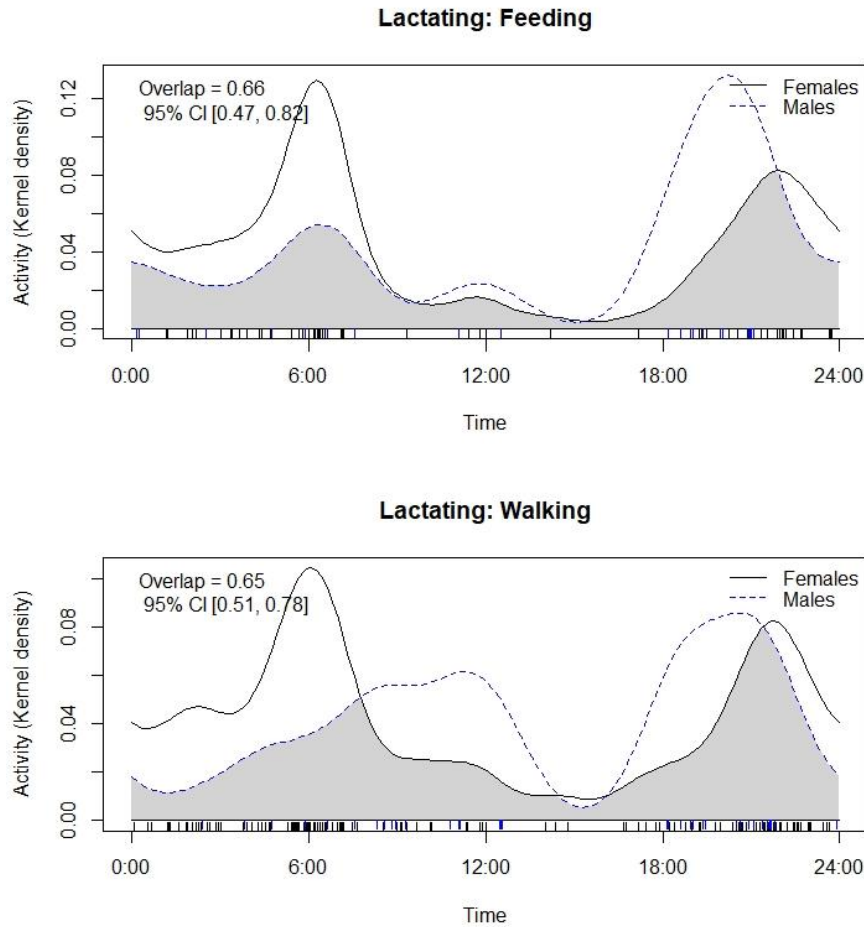 Lactating: Feeding
Overlap = 0.66
95% CI [0.47, 0.82]
Females
Males
Activity (Kernel density)
0.12
0.08
0.04
0.00
0:00 6:00 12:00 18:00 24:00
Time
Lactating: Walking
Overlap = 0.65
95% CI [0.51, 0.78]
Females
Males
Activity (Kernel density)
0.08
0.04
0.00
0:00 6:00 12:00 18:00 24:00
Time